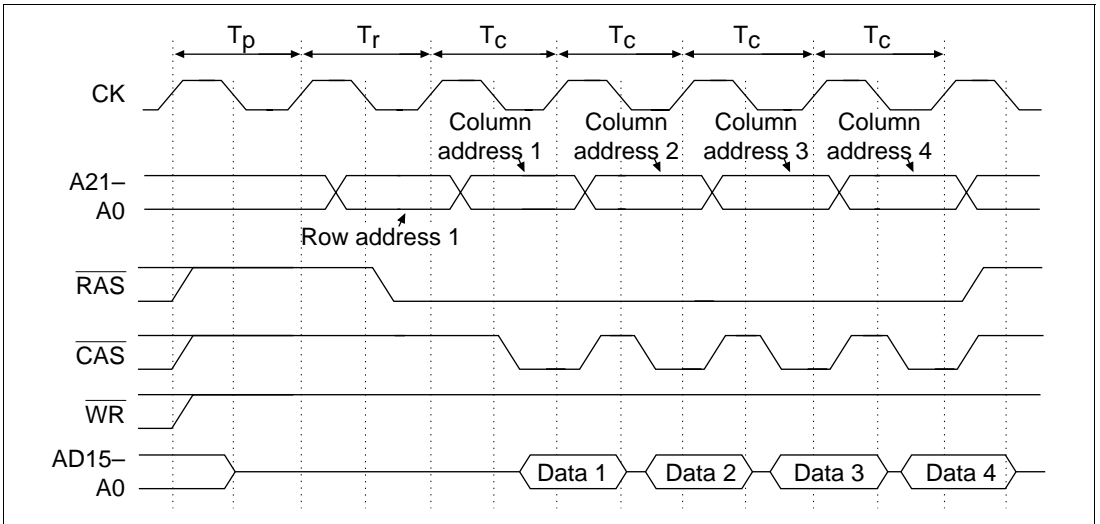 Tp Tr Tc Tc Tc Tc
CK
Column address 1
Column address 2
Column address 3
Column address 4
A21–
A0
Row address 1
RAS
CAS
WR
AD15–
A0
Data 1 Data 2 Data 3 Data 4